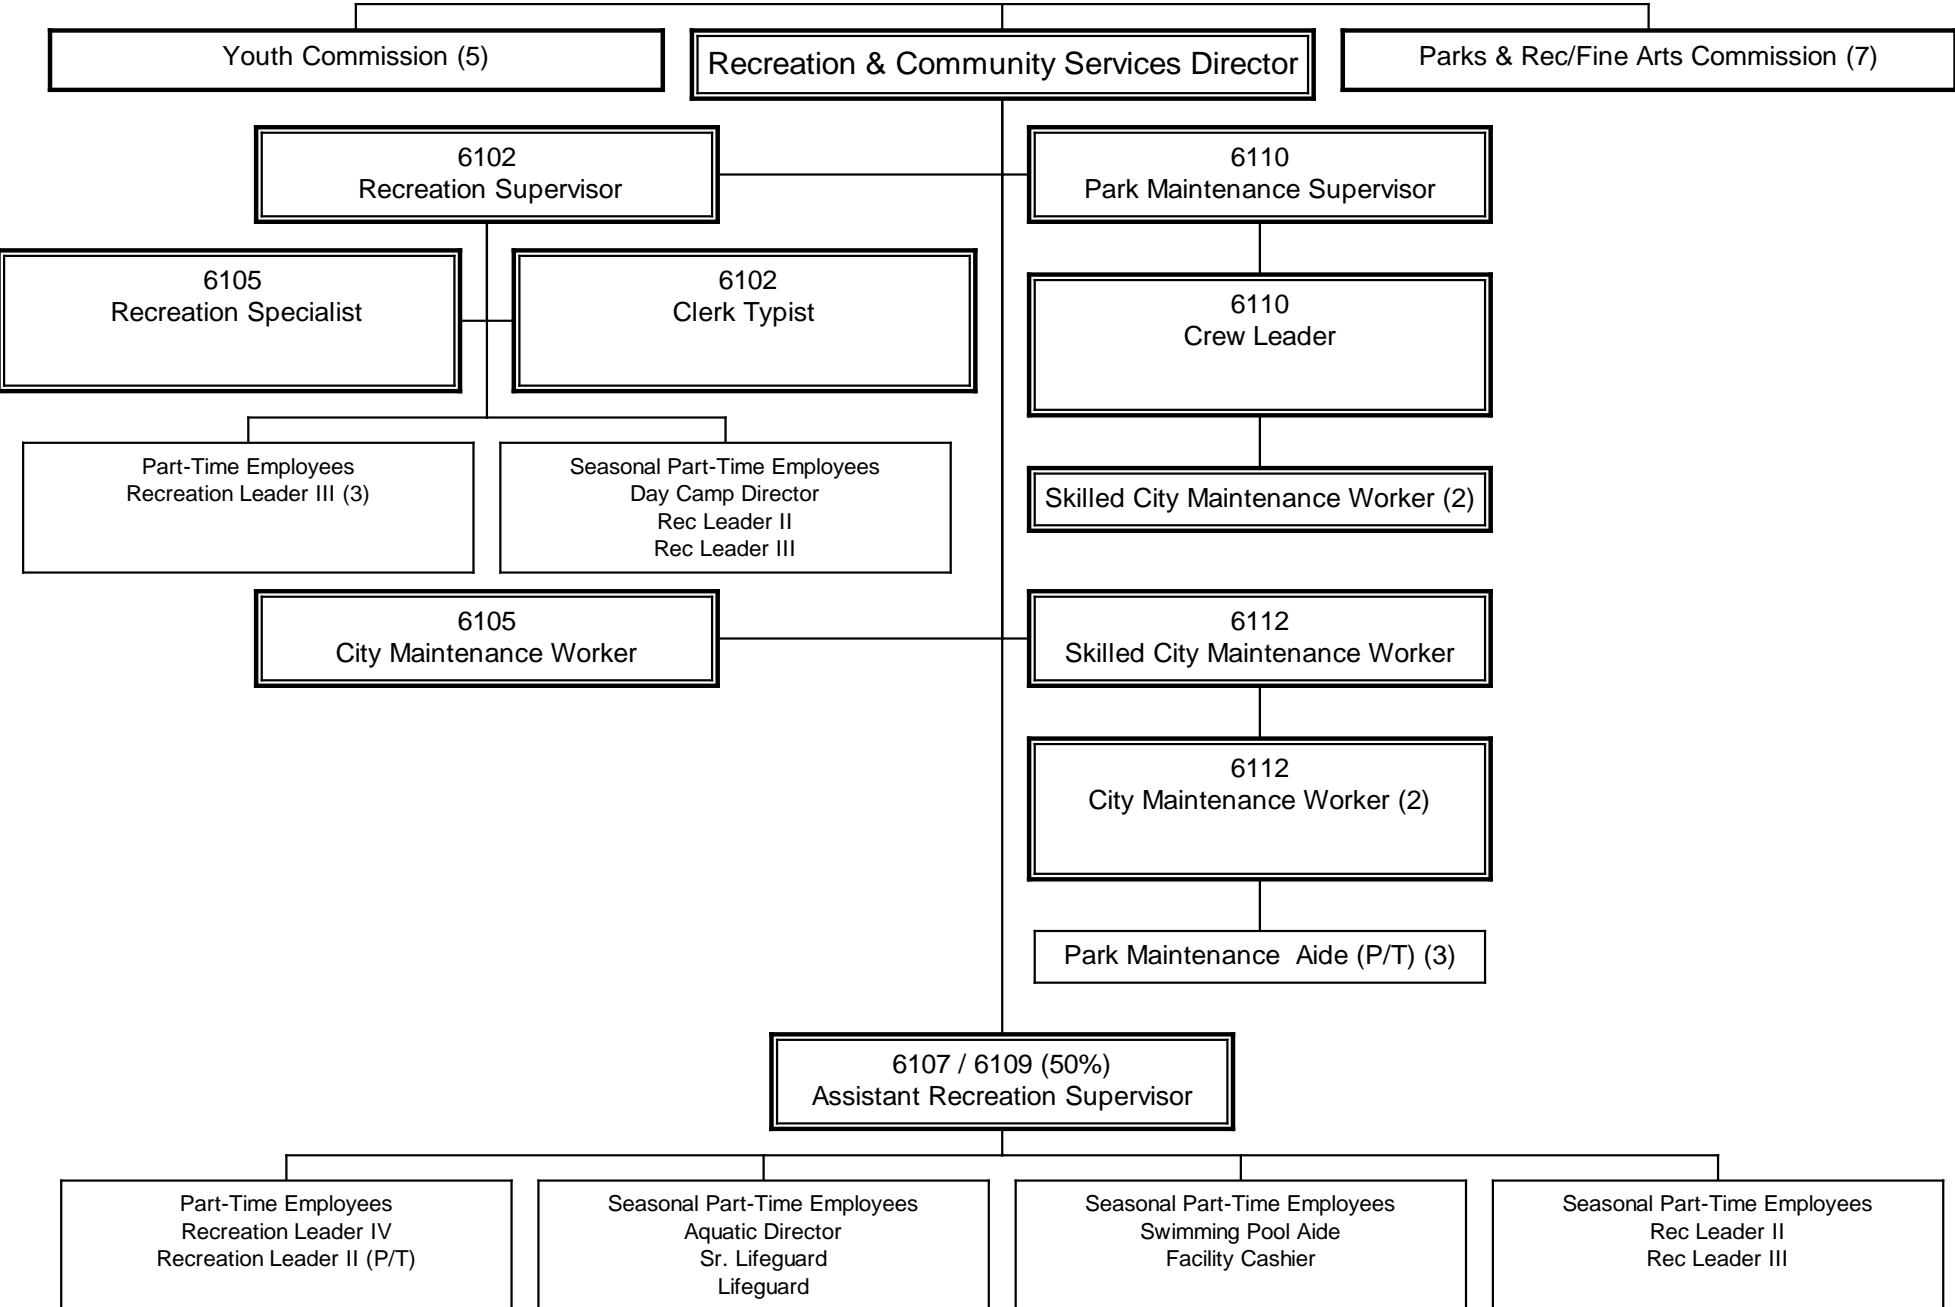 Youth Commission (5)
Recreation & Community Services Director
Parks & Rec/Fine Arts Commission (7)
6102
Recreation Supervisor
6110
Park Maintenance Supervisor
6105
Recreation Specialist
6102
Clerk Typist
6110
Crew Leader
Part-Time Employees
Recreation Leader III (3)
Seasonal Part-Time Employees
Day Camp Director
Rec Leader II
Rec Leader III
Skilled City Maintenance Worker (2)
6105
City Maintenance Worker
6112
Skilled City Maintenance Worker
6112
City Maintenance Worker (2)
Park Maintenance  Aide (P/T) (3)
6107 / 6109 (50%)
Assistant Recreation Supervisor
Part-Time Employees
Recreation Leader IV
Recreation Leader II (P/T)
Seasonal Part-Time Employees
Aquatic Director
Sr. Lifeguard
Lifeguard
Seasonal Part-Time Employees
Swimming Pool Aide
Facility Cashier
Seasonal Part-Time Employees
Rec Leader II
Rec Leader III